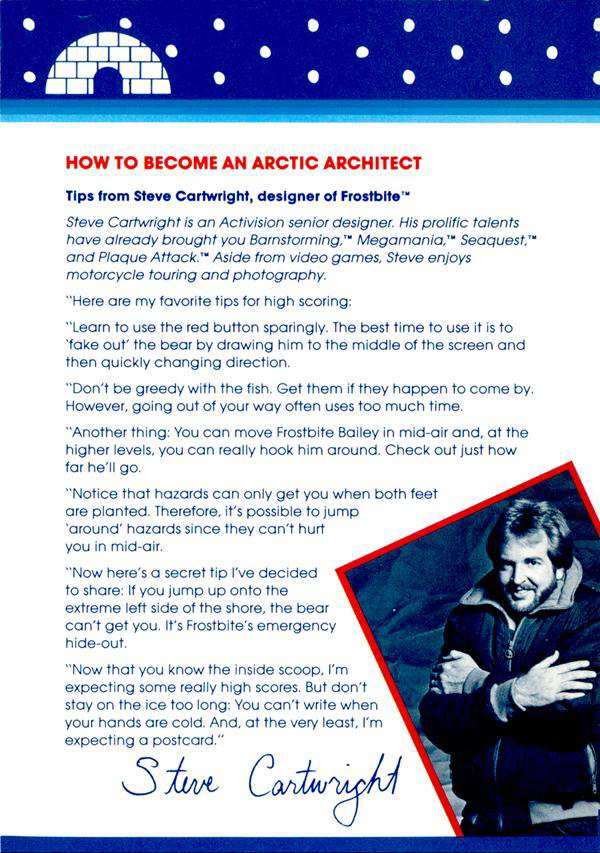 HOW TO BECOME AN ARCTIC ARCHITECT
Tips from Steve Cartwright, designer of Frostbite™
Steve Cartwright is an Activision senior designer. His prolific talents
have already brought you Barnstorming,™ Megamania,™ Seaquest,™
and Plaque Attack.™ Aside from video games, Steve enjoys
motorcycle touring and photography.
"Here are my favorite tips for high scoring:
"Learn to use the red button sparingly. The best time to use it is to
'fake out' the bear by drawing him to the middle of the screen and
then quickly changing direction.
"Don't be greedy with the fish. Get them if they happen to come by.
However, going out of your way often uses too much time.
"Another thing: You can move Frostbite Bailey in mid-air and, at the
higher levels, you can really hook him around. Check out just how
far he'll go.
"Notice that hazards can only get you when both feet
are planted. Therefore, it's possible to jump
'around' hazards since they can't hurt
you in mid-air.
"Now here's a secret tip I've decided
to share: If you jump up onto the
extreme left side of the shore, the bear
can't get you. It's Frostbite's emergency
hide-out.
"Now that you know the inside scoop, I'm
expecting some really high scores. But don't
stay on the ice too long: You can't write when
your hands are cold. And, at the very least, I'm
expecting a postcard."
Steve Cartwright